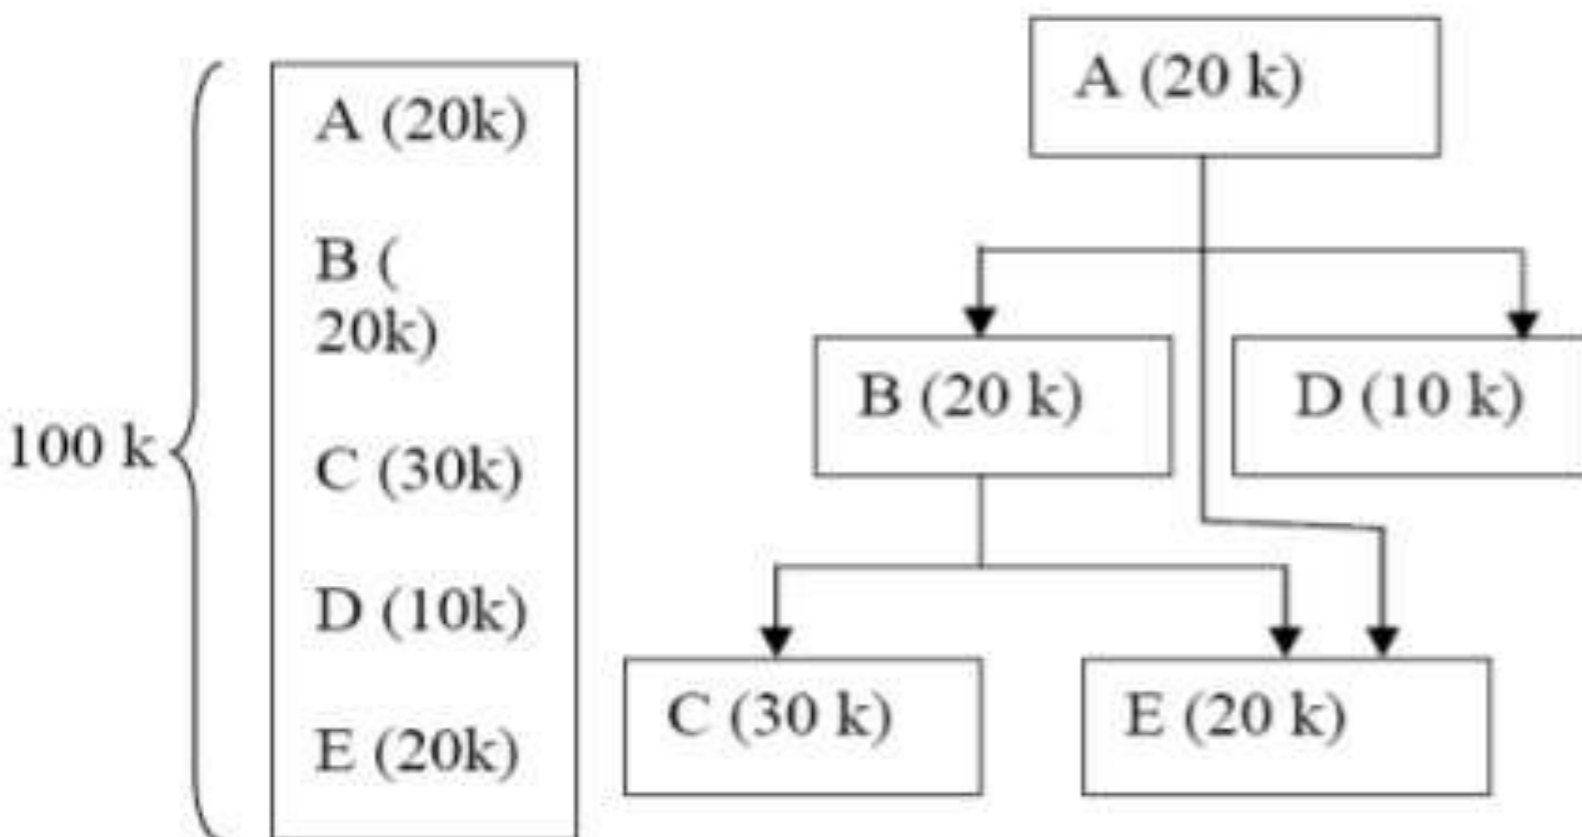 100 k
A (20k)
B (
20k)
C (30k)
D (10k)
E (20k)
A (20 k)
B (20 k)
D (10 k)
C (30 k)
E (20 k)